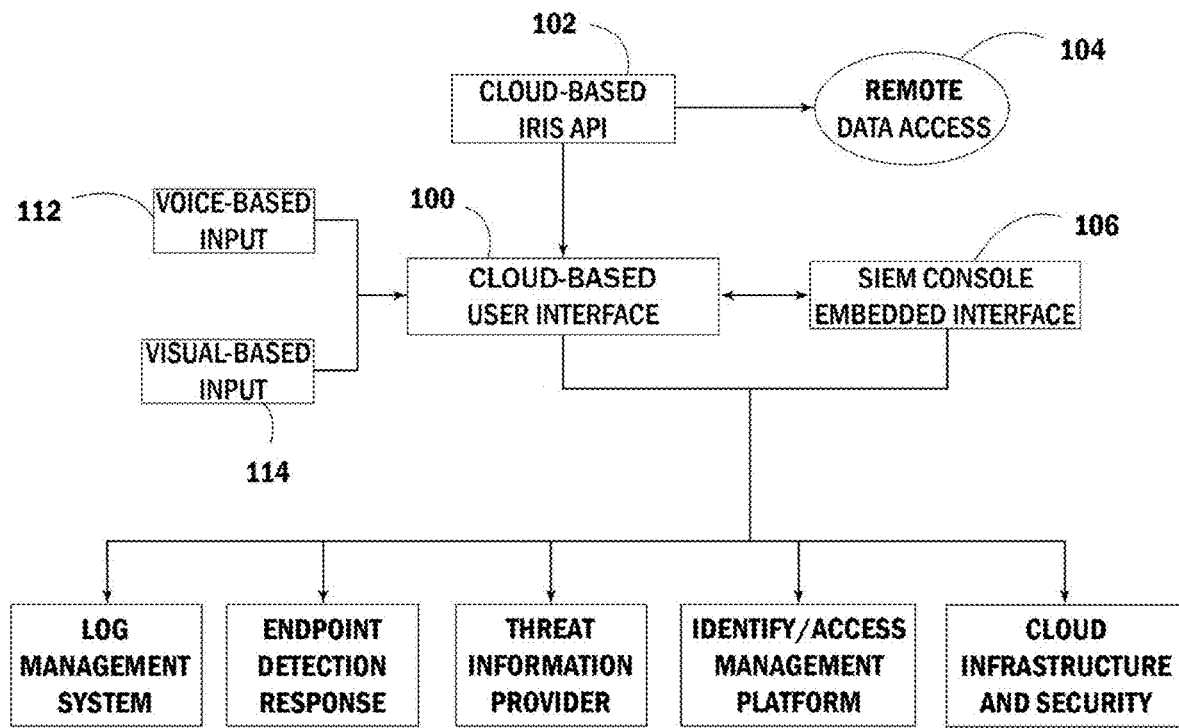 102
CLOUD-BASED
IRIS API
104
REMOTE
DATA ACCESS
112
VOICE-BASED
INPUT
100
CLOUD-BASED
USER INTERFACE
106
SIEM CONSOLE
EMBEDDED INTERFACE
VISUAL-BASED
INPUT
114
LOG
MANAGEMENT
SYSTEM
ENDPOINT
DETECTION
RESPONSE
THREAT
INFORMATION
PROVIDER
IDENTIFY/ACCESS
MANAGEMENT
PLATFORM
CLOUD
INFRASTRUCTURE
AND SECURITY